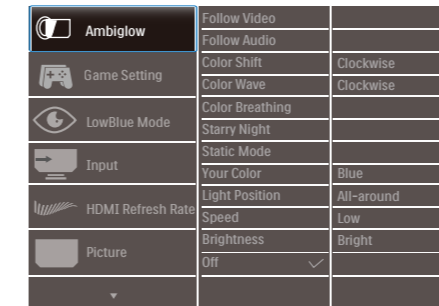 Ambiglow
Game Setting
LowBlue Mode
Input
HDMI Refresh Rate
Picture
Follow Video
Follow Audio
Color Shift Clockwise
Color Wave Clockwise
Color Breathing
Starry Night
Static Mode
Your Color Blue
Light Position All-around
Speed Low
Brightness Bright
Off